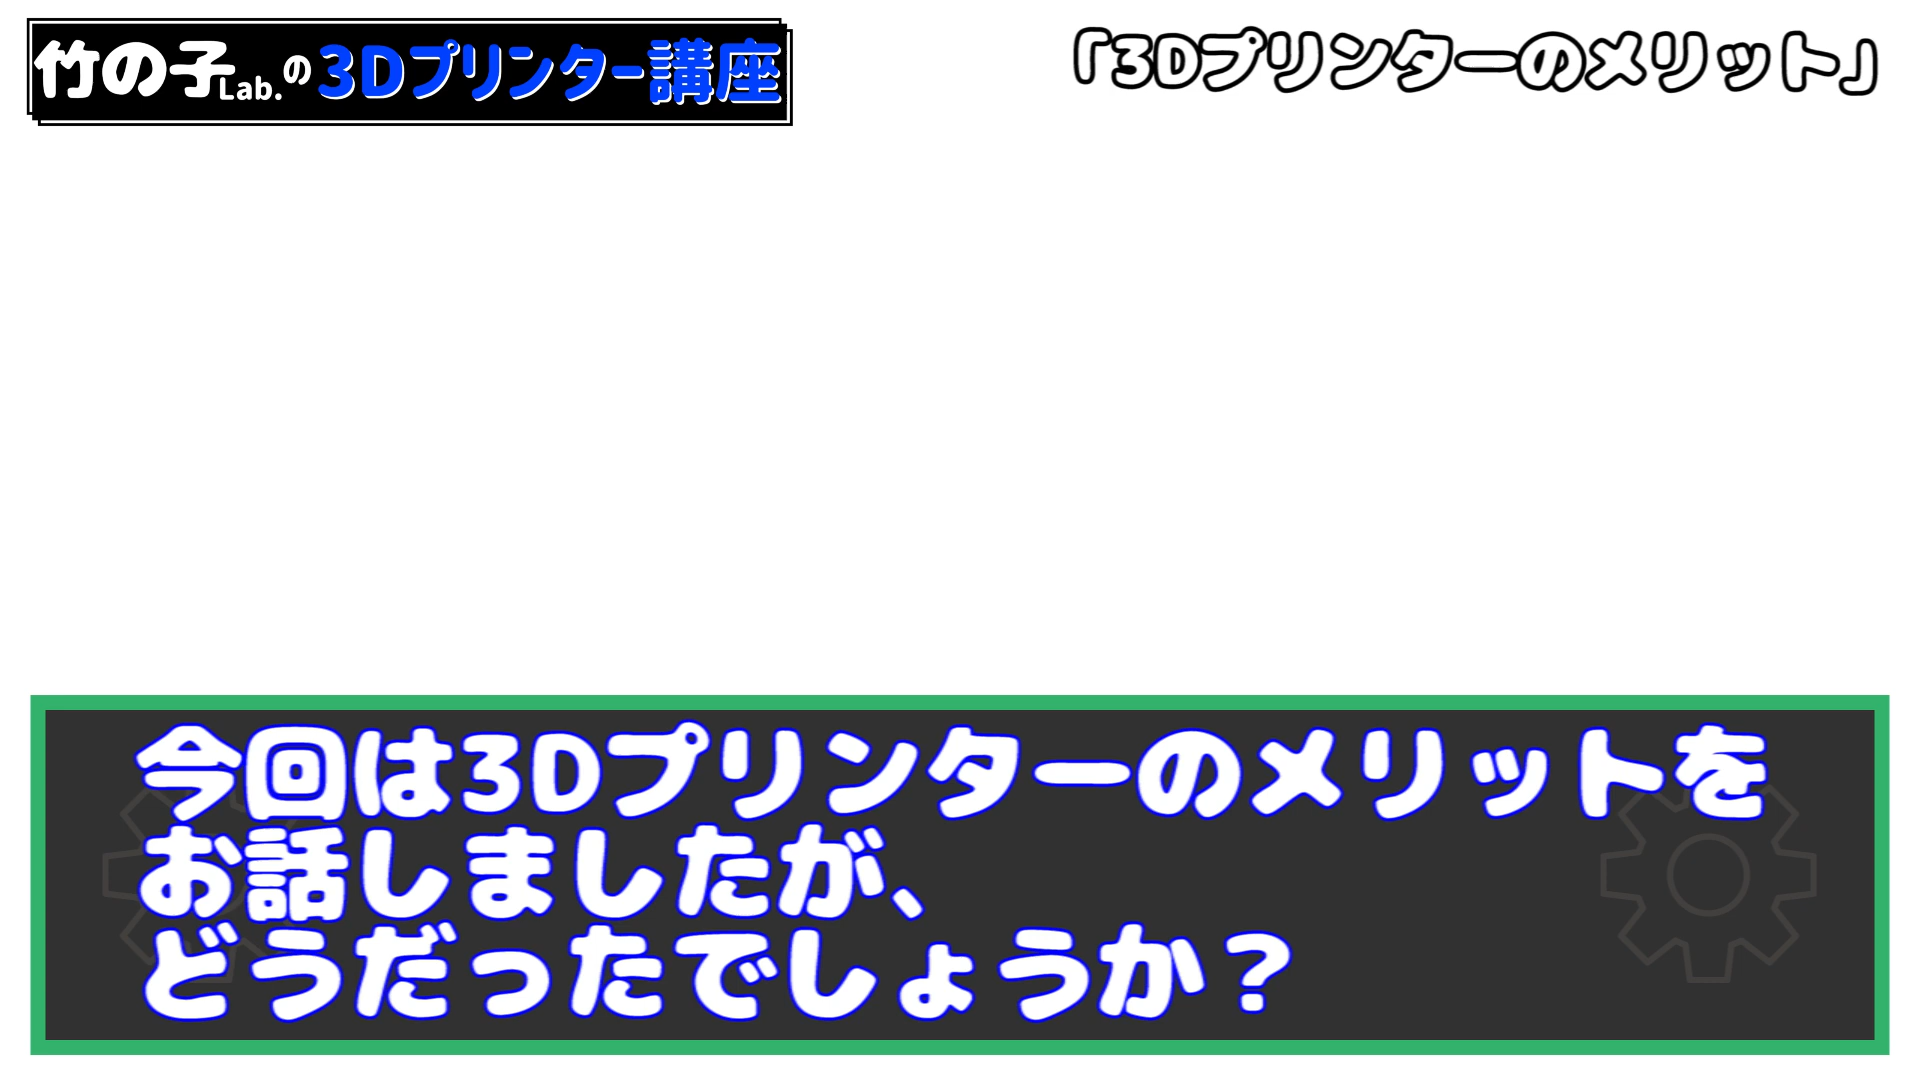 竹の子Lab.の3Dプリンター講座
「3Dプリンターのメリット」
今回は3Dプリンターのメリットを
お話しましたが、
どうだったでしょうか？